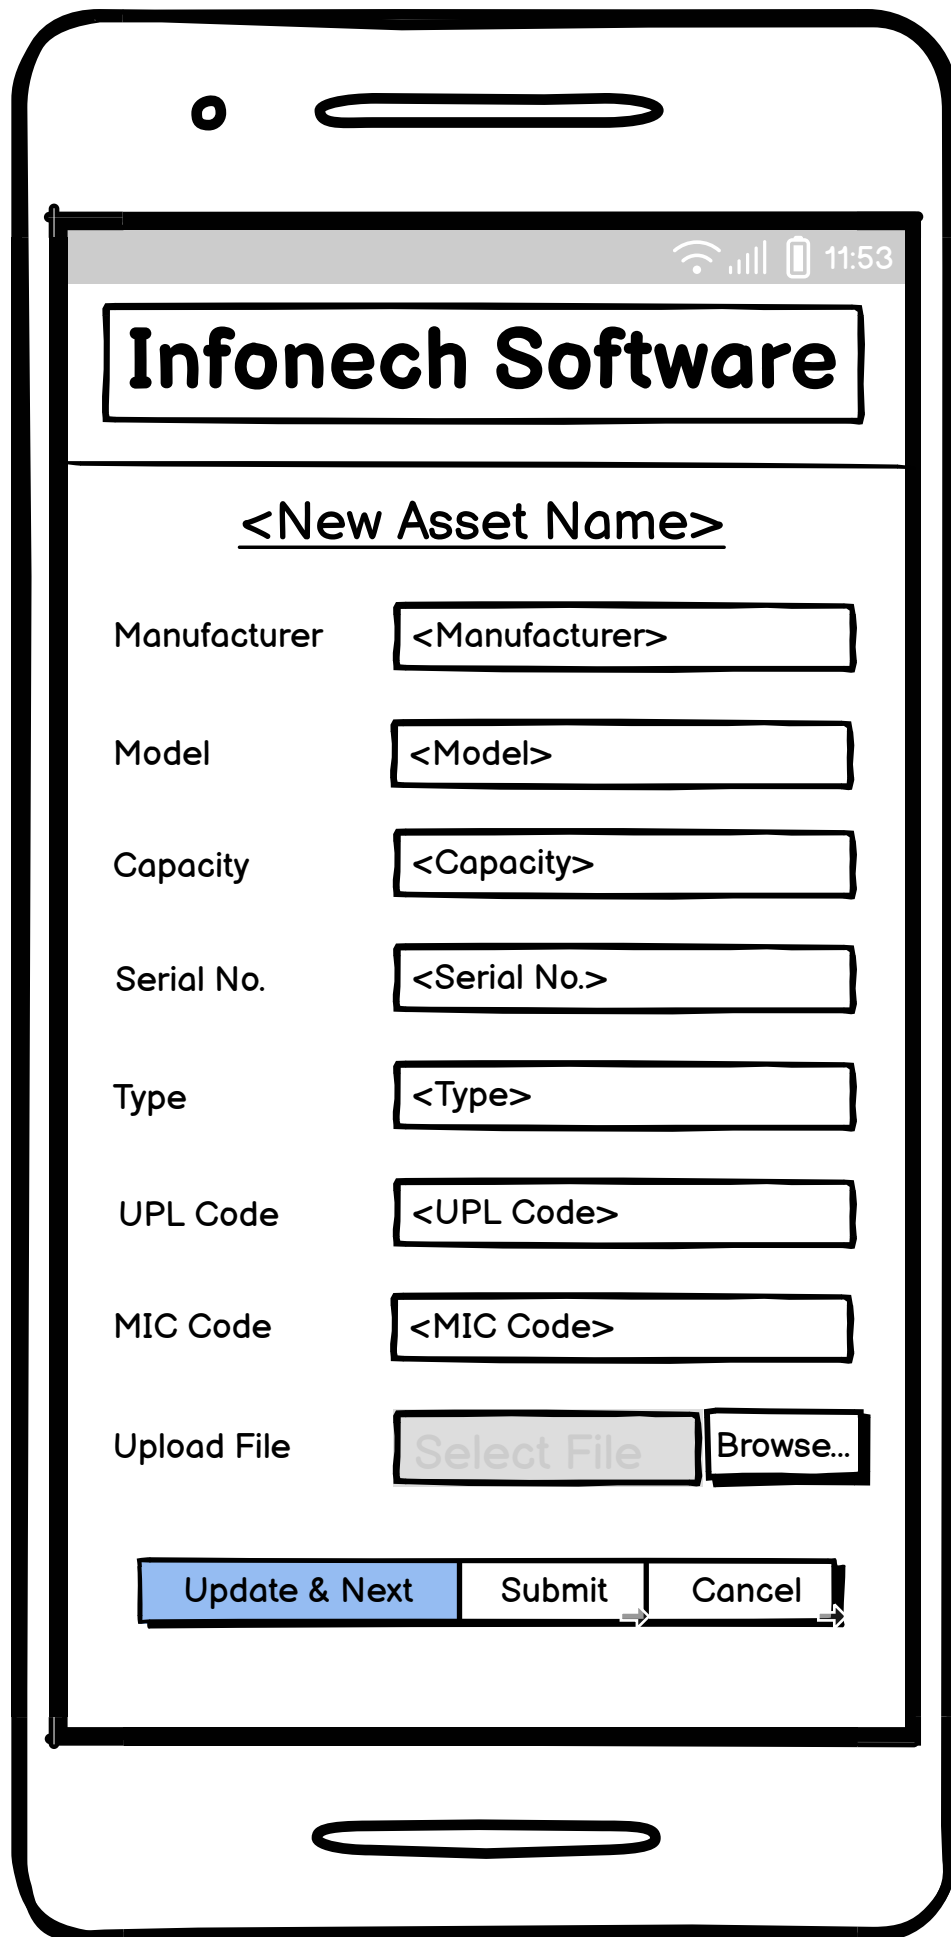 11:53
Infonech Software
<New Asset Name>
Manufacturer <Manufacturer>
Model <Model>
Capacity <Capacity>
Serial No. <Serial No.>
Type <Type>
UPL Code <UPL Code>
MIC Code <MIC Code>
Upload File Select File Browse...
Update & Next Submit Cancel